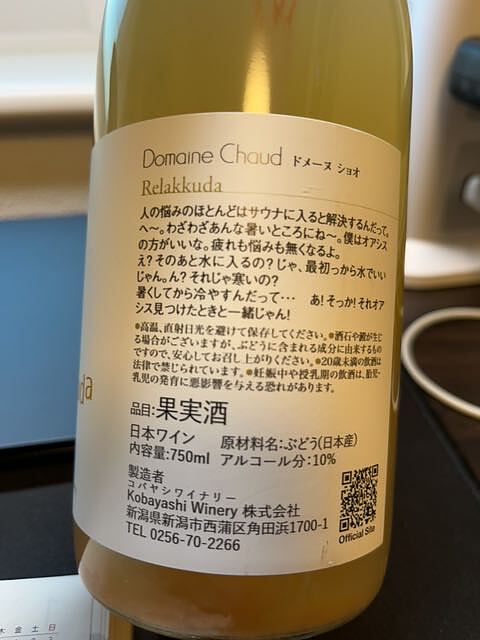 Domaine Chaud ドメーヌ ショオ
Relakkuda
人の悩みのほとんどはサウナに入ると解決するんだって。
へ〜。わざわざあんな暑いところにね〜。僕はオアシス
の方がいいな。疲れも悩みも無くなるよ。
え？そのあと水に入るの？じゃ、最初っから水でいい
じゃん。ん？それじゃ寒いの？
暑くしてから冷やすんだって・・・　あ！そっか！それオア
シス見つけたときと一緒じゃん！
●高温、直射日光を避けて保存してください。●酒石や澱が生じ
る場合がございますが、ぶどうに含まれる成分に由来するもの
ですので、安心してお召し上がりください。●20歳未満の飲酒は
法律で禁じられています。●妊娠中や授乳期の飲酒は、胎児・
乳児の発育に悪影響を与える恐れがあります。
品目：果実酒
日本ワイン　原材料名：ぶどう（日本産）
内容量：750ml　アルコール分：10%
製造者
コバヤシワイナリー
Kobayashi Winery 株式会社
新潟県新潟市西蒲区角田浜1700-1
TEL 0256-70-2266
Official Site
da
木 金 土 日